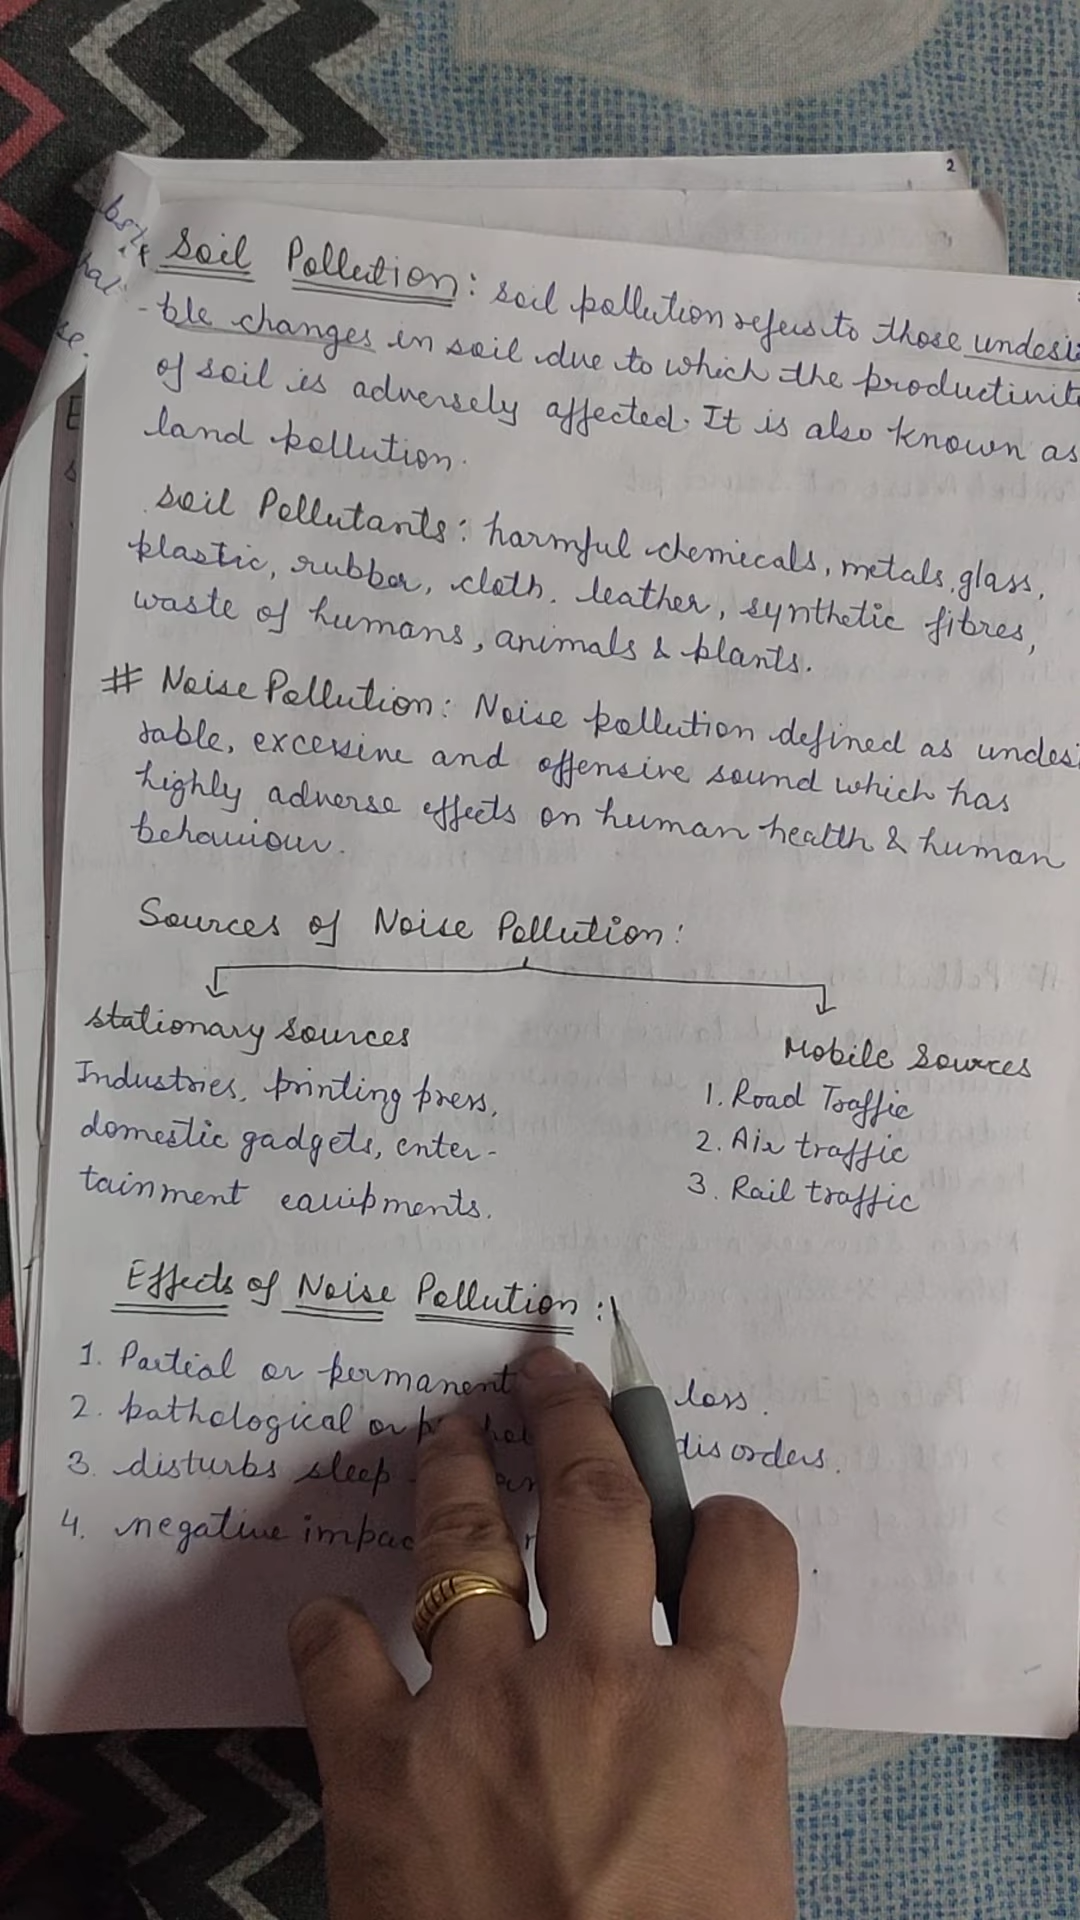 2
# Soil Pollution: soil pollution refers to those undesi
-ble changes in soil due to which the productivit
of soil is adversely affected. It is also known as
land pollution.
soil Pollutants: harmful chemicals, metals, glass,
plastic, rubber, cloth, leather, synthetic fibres,
waste of humans, animals & plants.
# Noise Pollution: Noise pollution defined as undesi
rable, excessive and offensive sound which has
highly adverse effects on human health & human
behaviour.
Sources of Noise Pollution:
stationary sources
Mobile Sources
Industries, printing press,
domestic gadgets, enter-
tainment equipments.
1. Road Traffic
2. Air traffic
3. Rail traffic
Effects of Noise Pollution:
1. Partial or permanent loss.
2. pathological or disorders.
3. disturbs sleep
4. negative